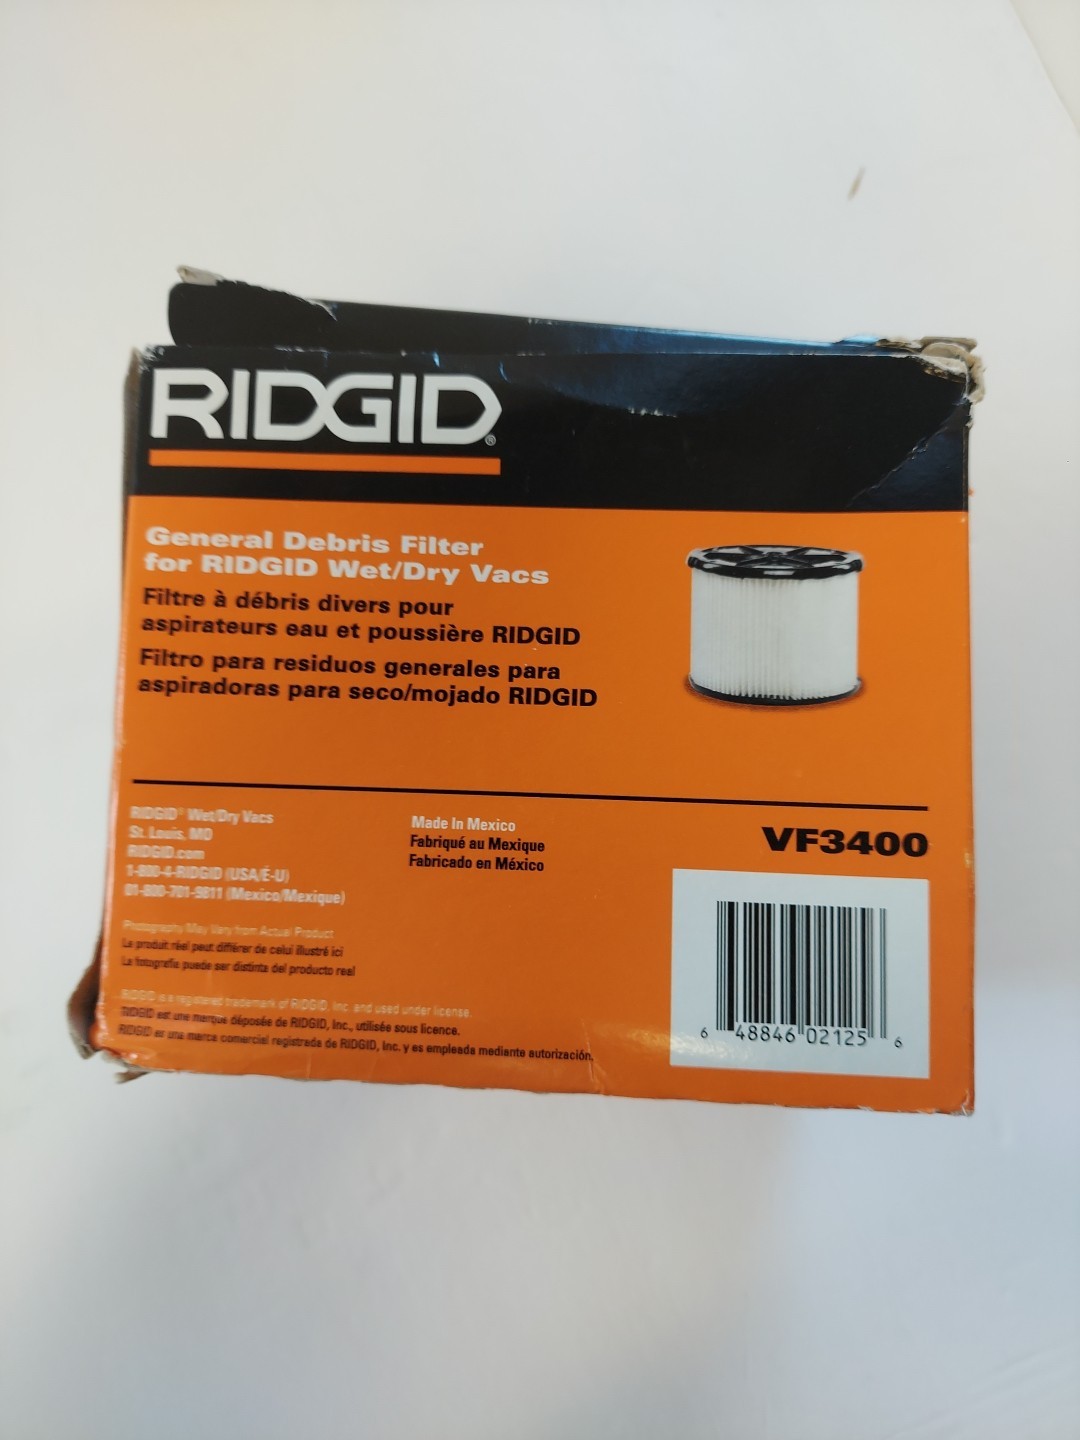 RIDGID®
General Debris Filter
for RIDGID Wet/Dry Vacs
Filtre à débris divers pour
aspirateurs eau et poussière RIDGID
Filtro para residuos generales para
aspiradoras para seco/mojado RIDGID
RIDGID® Wet/Dry Vacs
St. Louis, MO
RIDGID.com
1-800-4-RIDGID (USA/É-U)
01-800-701-9811 (Mexico/Mexique)
Made In Mexico
Fabriqué au Mexique
Fabricado en México
VF3400
Photography May Vary from Actual Product
Le produit réel peut différer de celui illustré ici
La fotografía puede ser distinta del producto real
RIDGID is a registered trademark of RIDGID, Inc. and used under license.
RIDGID est une marque déposée de RIDGID, Inc., utilisée sous licence.
RIDGID es una marca comercial registrada de RIDGID, Inc. y es empleada mediante autorización.
6 48846 02125 6